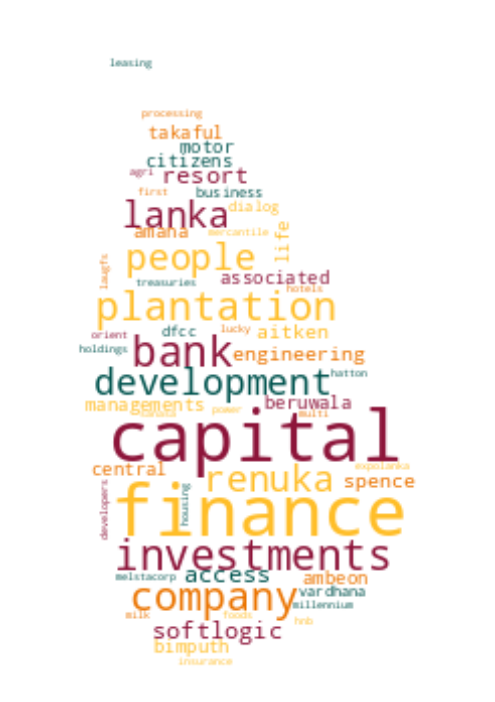 leasing
processing
takaful
motor
citizens
agri resort
first business
lanka dialog
amana mercantile
life
people
laugfs
associated
treasuries hotels
plantation
orient dfcc lucky aitken
holdings bank engineering
development hatton
managements beruwala
power multi
capital
central expolanka
renuka spence
developers finance housing
investments
melstacorp access ambeon
company vardhana
millennium
milk foods hnb
softlogic
bimputh
insurance